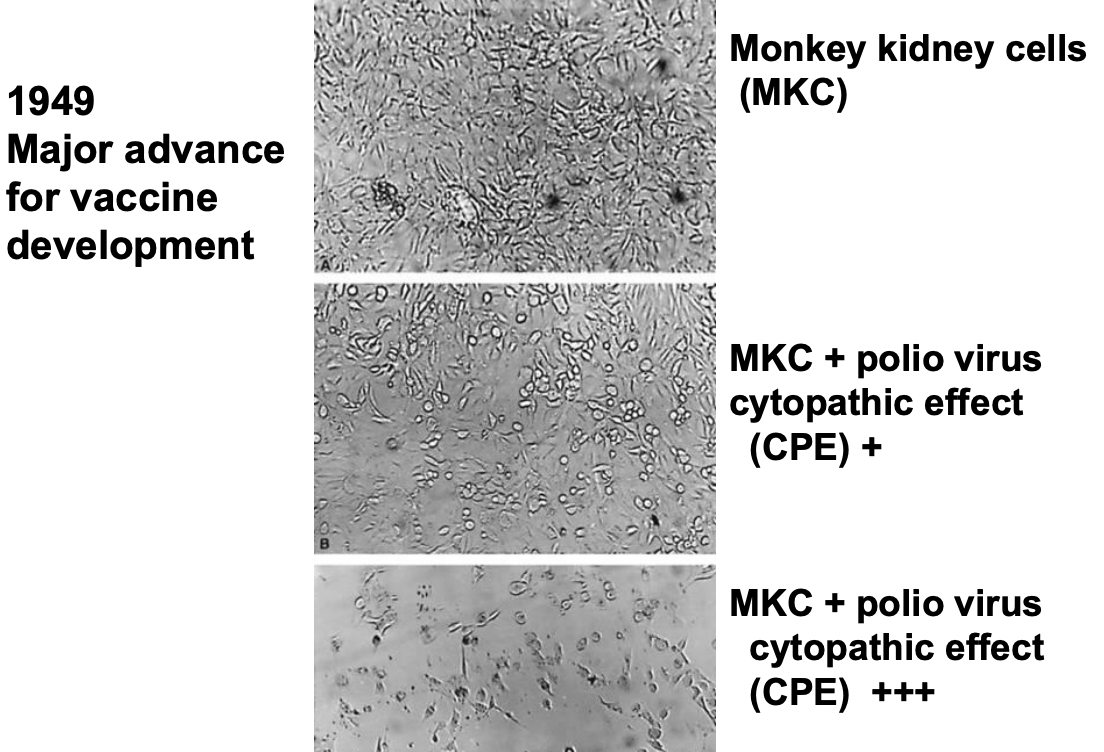 1949
Major advance
for vaccine
development
Monkey kidney cells
(MKC)
A
MKC + polio virus
cytopathic effect
(CPE) +
B
MKC + polio virus
cytopathic effect
(CPE) +++